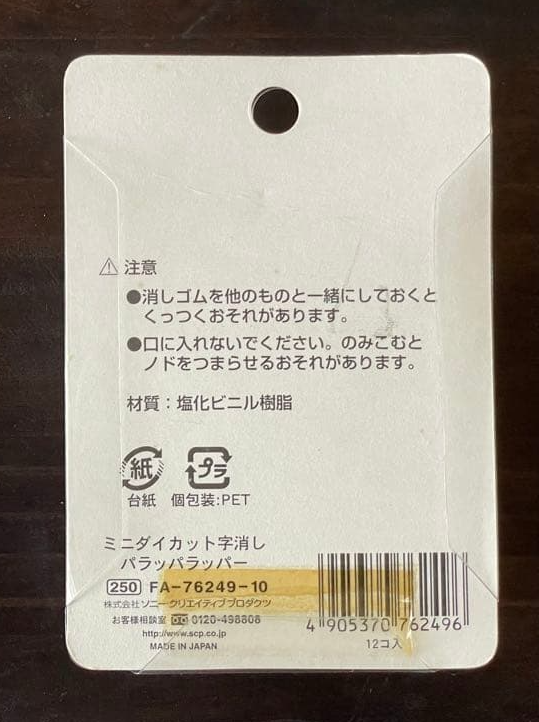 ⚠ 注意
●消しゴムを他のものと一緒にしておくと
くっつくおそれがあります。
●口に入れないでください。のみこむと
ノドをつまらせるおそれがあります。
材質：塩化ビニル樹脂
紙 プラ
台紙 個包装:PET
ミニダイカット字消し
パラッパラッパー
250 FA-76249-10
株式会社ソニー・クリエイティブプロダクツ
お客様相談室 0120-498808
http://www.scp.co.jp
MADE IN JAPAN
4 905370 762496
12コ入